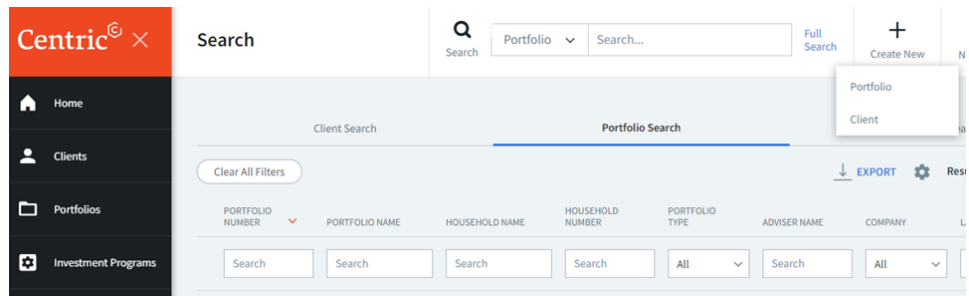 Centric
Search
Search
Portfolio
Search...
Full
Search
Create New
Portfolio
Client
Home
Clients
Portfolios
Investment Programs
Client Search
Portfolio Search
Clear All Filters
EXPORT
PORTFOLIO
NUMBER
PORTFOLIO NAME
HOUSEHOLD NAME
HOUSEHOLD
NUMBER
PORTFOLIO
TYPE
ADVISER NAME
COMPANY
Search
Search
Search
Search
All
Search
All